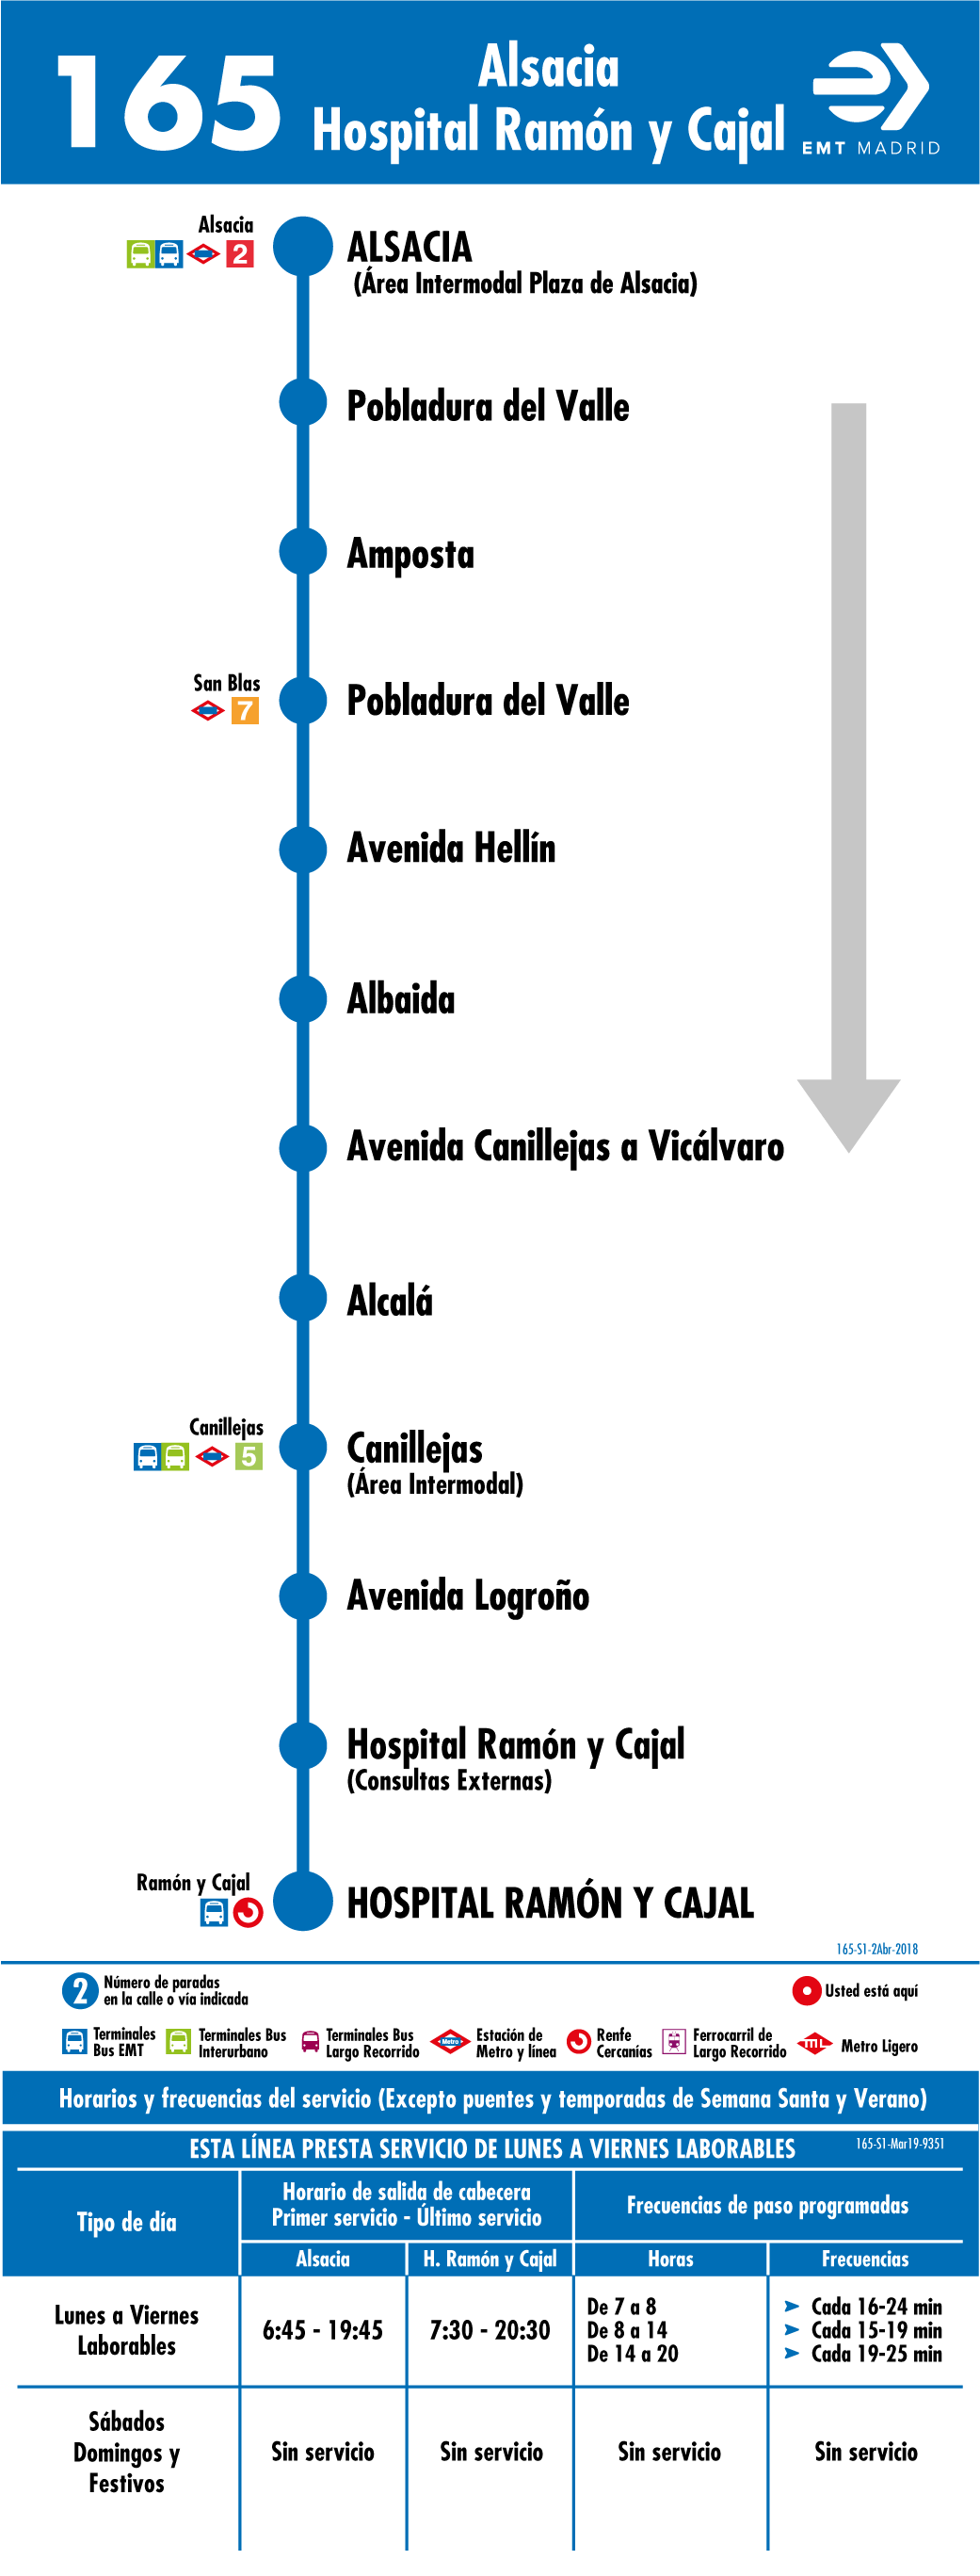 165
Alsacia
Hospital Ramón y Cajal
EMT MADRID
Alsacia
2
ALSACIA
(Área Intermodal Plaza de Alsacia)
Pobladura del Valle
Amposta
San Blas
7
Pobladura del Valle
Avenida Hellín
Albaida
Avenida Canillejas a Vicálvaro
Alcalá
Canillejas
5
Canillejas
(Área Intermodal)
Avenida Logroño
Hospital Ramón y Cajal
(Consultas Externas)
Ramón y Cajal
HOSPITAL RAMÓN Y CAJAL
165-S1-2Abr-2018
2
Número de paradas
en la calle o vía indicada
Usted está aquí
Terminales
Bus EMT
Terminales Bus
Interurbano
Terminales Bus
Largo Recorrido
Metro
Estación de
Metro y línea
Renfe
Cercanías
Ferrocarril de
Largo Recorrido
ML
Metro Ligero
Horarios y frecuencias del servicio (Excepto puentes y temporadas de Semana Santa y Verano)
ESTA LÍNEA PRESTA SERVICIO DE LUNES A VIERNES LABORABLES
165-S1-Mar19-9351
Tipo de día
Horario de salida de cabecera
Primer servicio - Último servicio
Frecuencias de paso programadas
Alsacia
H. Ramón y Cajal
Horas
Frecuencias
Lunes a Viernes
Laborables
6:45 - 19:45
7:30 - 20:30
De 7 a 8
De 8 a 14
De 14 a 20
Cada 16-24 min
Cada 15-19 min
Cada 19-25 min
Sábados
Domingos y
Festivos
Sin servicio
Sin servicio
Sin servicio
Sin servicio